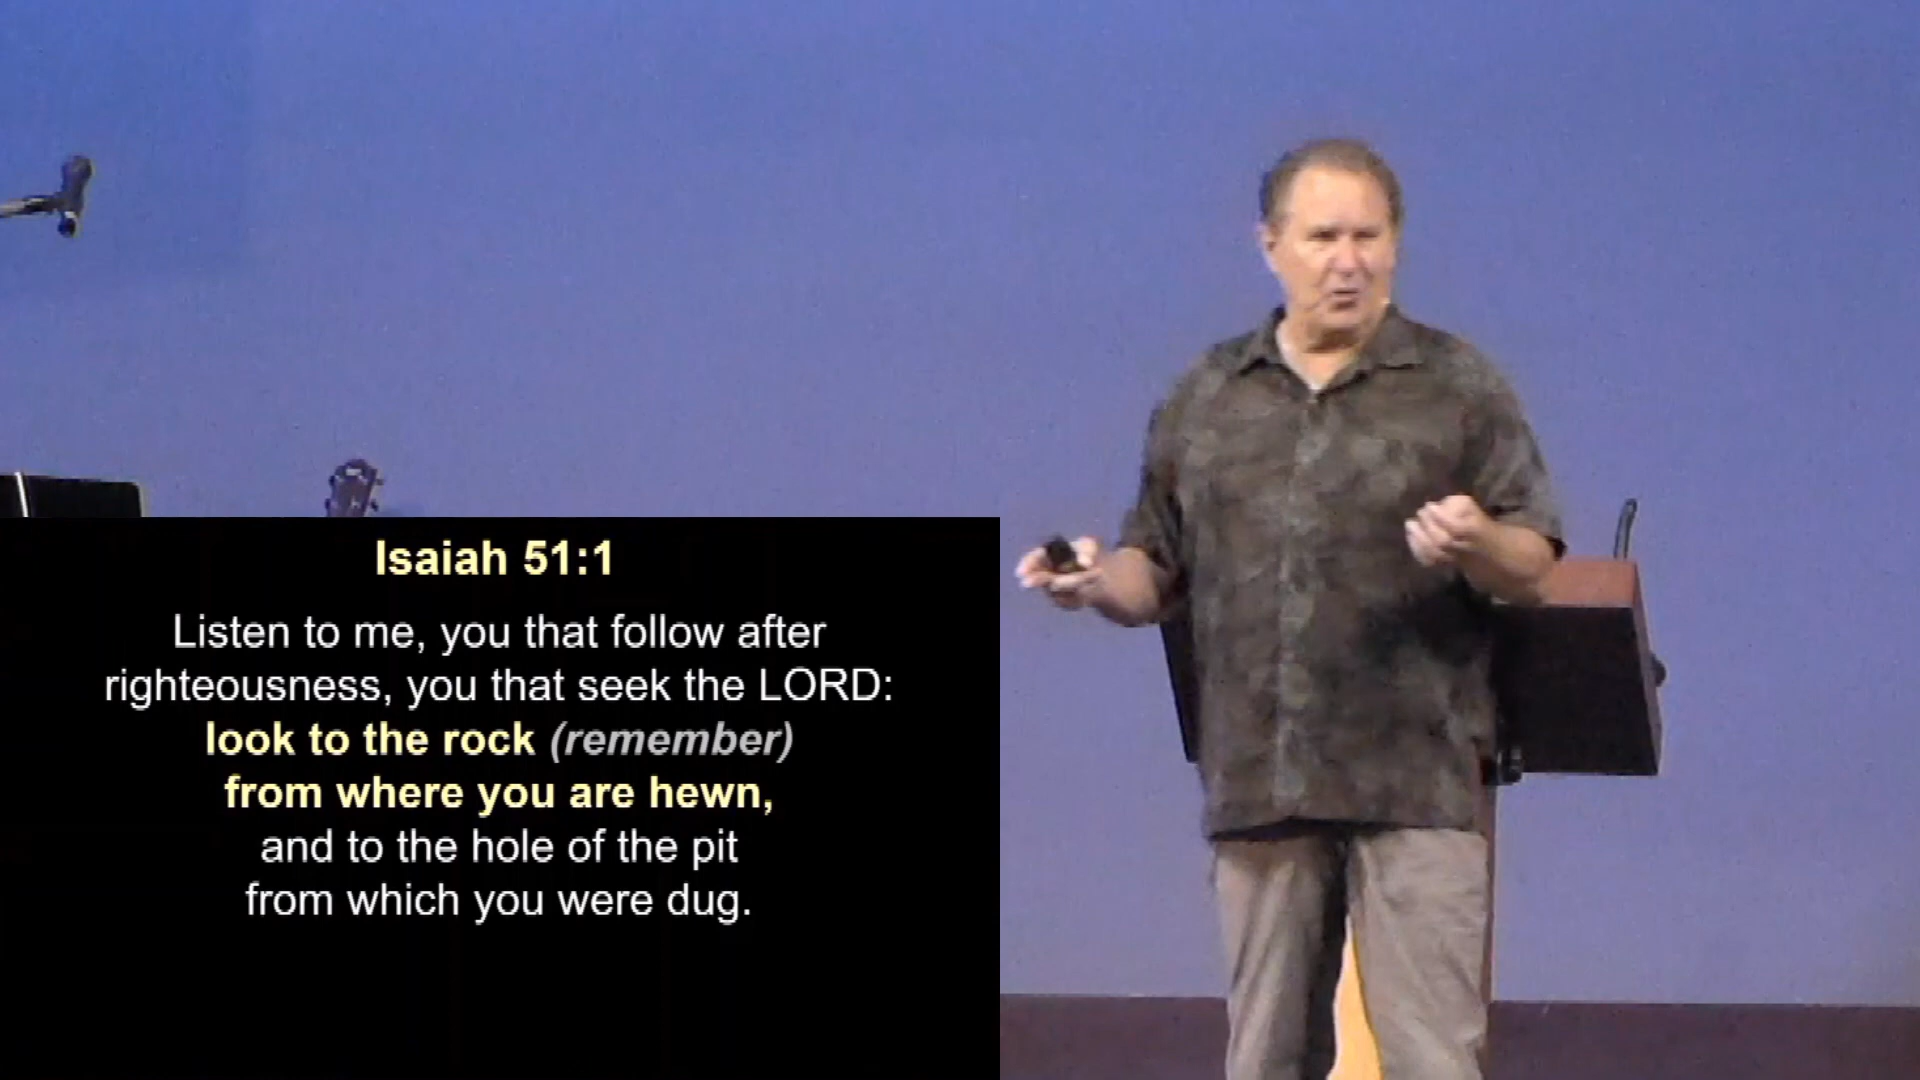 Isaiah 51:1
Listen to me, you that follow after
righteousness, you that seek the LORD:
look to the rock (remember)
from where you are hewn,
and to the hole of the pit
from which you were dug.